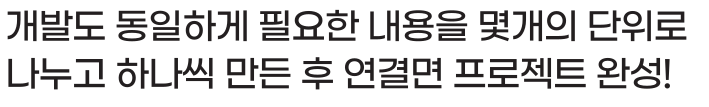 개발도 동일하게 필요한 내용을 몇개의 단위로
나누고 하나씩 만든 후 연결면 프로젝트 완성!